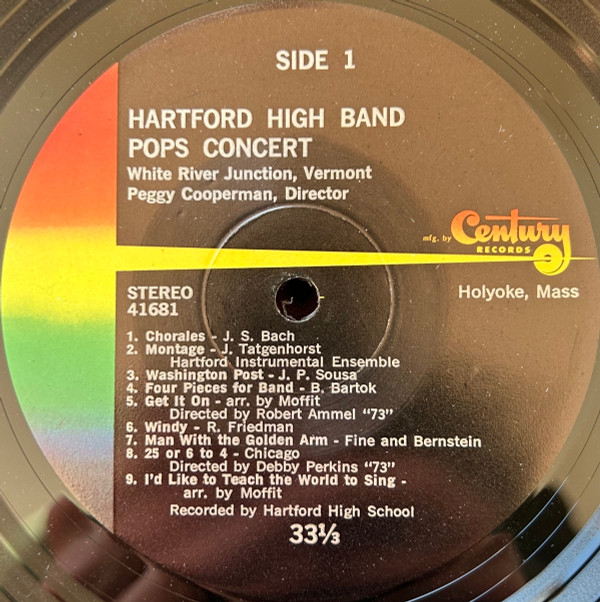 SIDE 1
HARTFORD HIGH BAND
POPS CONCERT
White River Junction, Vermont
Peggy Cooperman, Director
mfg. by Century
RECORDS
STEREO
41681
Holyoke, Mass
1. Chorales - J. S. Bach
2. Montage - J. Tatgenhorst
Hartford Instrumental Ensemble
3. Washington Post - J. P. Sousa
4. Four Pieces for Band - B. Bartok
5. Get It On - arr. by Moffit
Directed by Robert Ammel "73"
6. Windy - R. Friedman
7. Man With the Golden Arm - Fine and Bernstein
8. 25 or 6 to 4 - Chicago
Directed by Debby Perkins "73"
9. I'd Like to Teach the World to Sing -
arr. by Moffit
Recorded by Hartford High School
33⅓